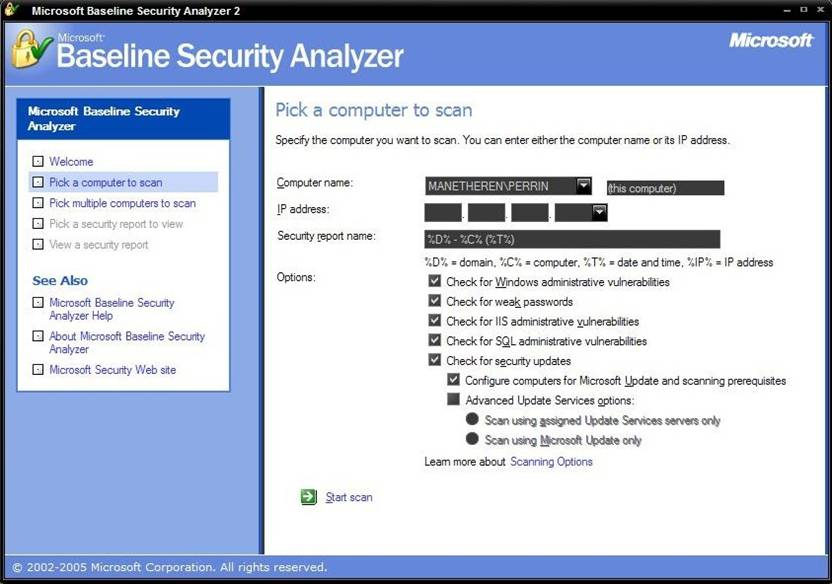 Microsoft Baseline Security Analyzer 2
Microsoft®
Baseline Security Analyzer
Microsoft
Microsoft Baseline Security
Analyzer
Welcome
Pick a computer to scan
Pick multiple computers to scan
Pick a security report to view
View a security report
See Also
Microsoft Baseline Security
Analyzer Help
About Microsoft Baseline Security
Analyzer
Microsoft Security Web site
Pick a computer to scan
Specify the computer you want to scan. You can enter either the computer name or its IP address.
Computer name: MANETHEREN\PERRIN (this computer)
IP address: . . .
Security report name: %D% - %C% (%T%)
%D% = domain, %C% = computer, %T% = date and time, %IP% = IP address
Options:
Check for Windows administrative vulnerabilities
Check for weak passwords
Check for IIS administrative vulnerabilities
Check for SQL administrative vulnerabilities
Check for security updates
Configure computers for Microsoft Update and scanning prerequisites
Advanced Update Services options:
Scan using assigned Update Services servers only
Scan using Microsoft Update only
Learn more about Scanning Options
Start scan
© 2002-2005 Microsoft Corporation. All rights reserved.